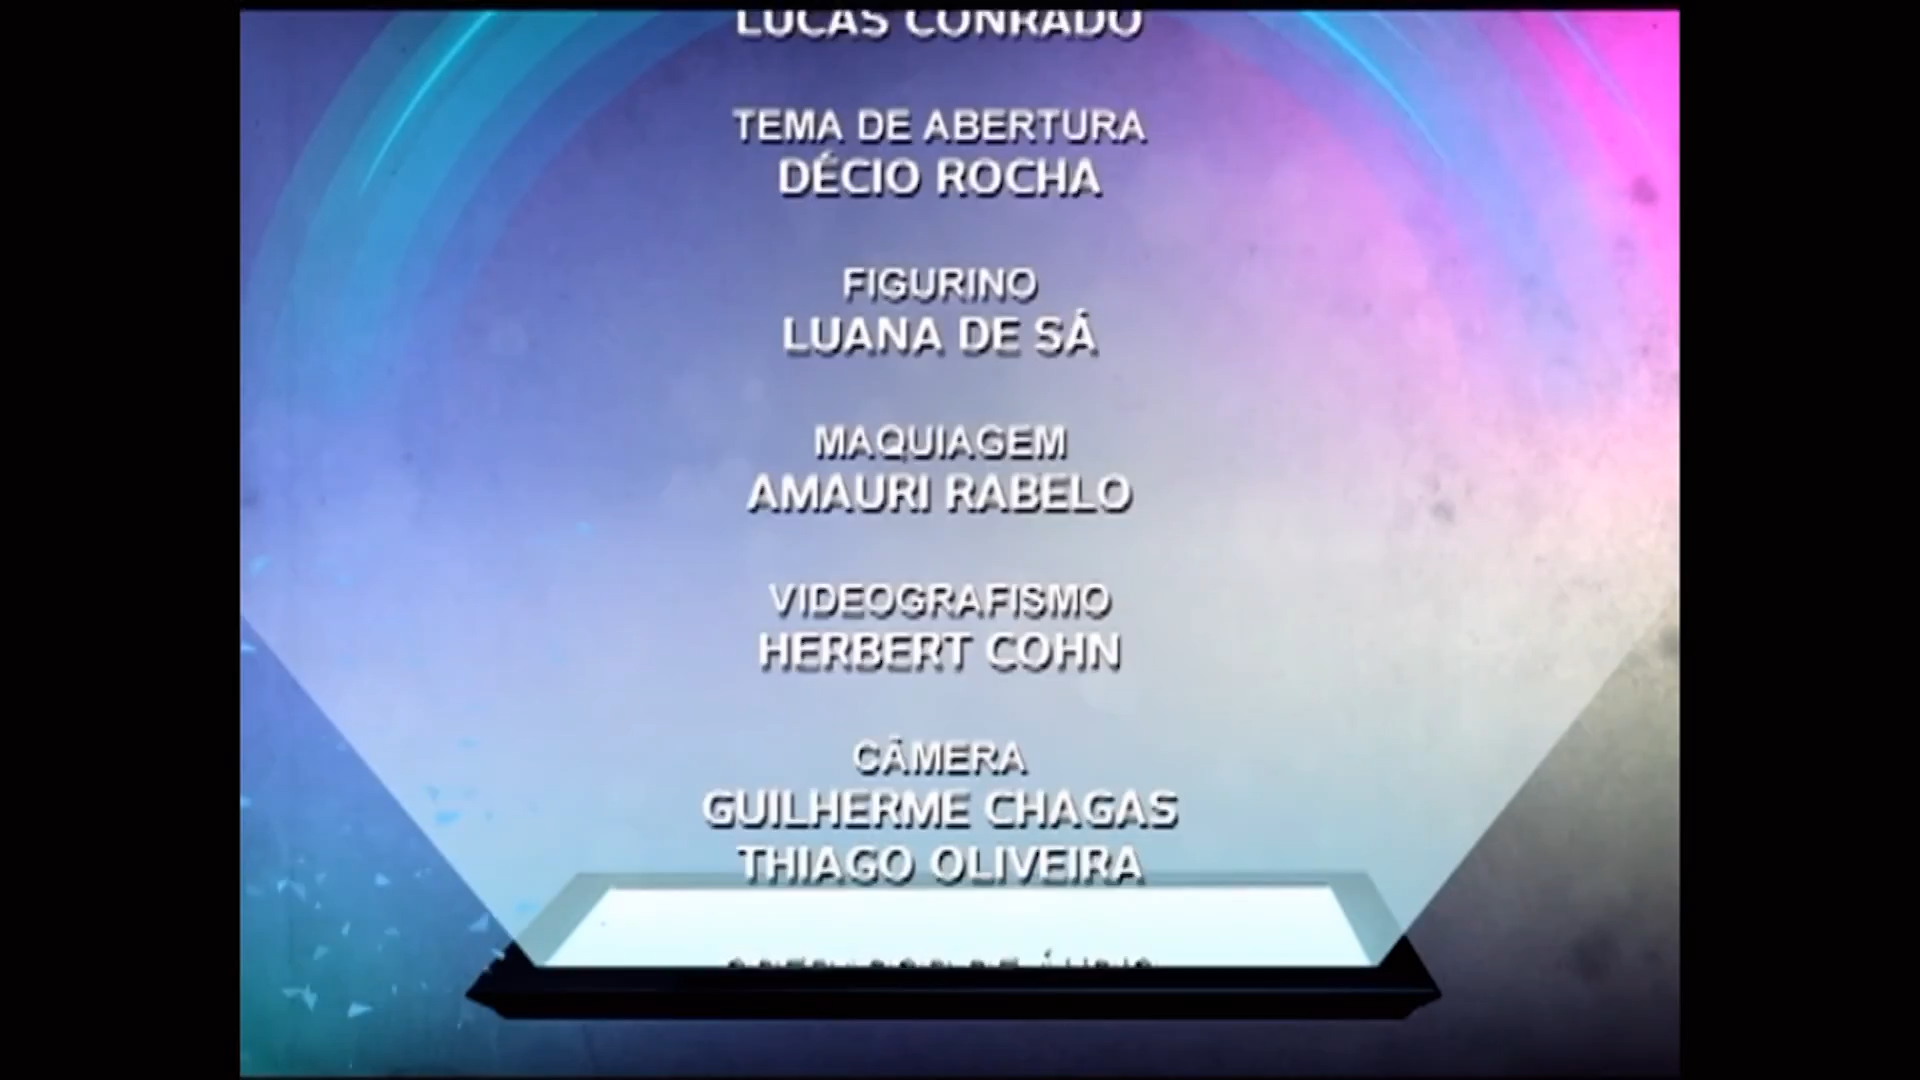 LUCAS CONRADO
TEMA DE ABERTURA
DÉCIO ROCHA
FIGURINO
LUANA DE SÁ
MAQUIAGEM
AMAURI RABELO
VIDEOGRAFISMO
HERBERT COHN
CÂMERA
GUILHERME CHAGAS
THIAGO OLIVEIRA